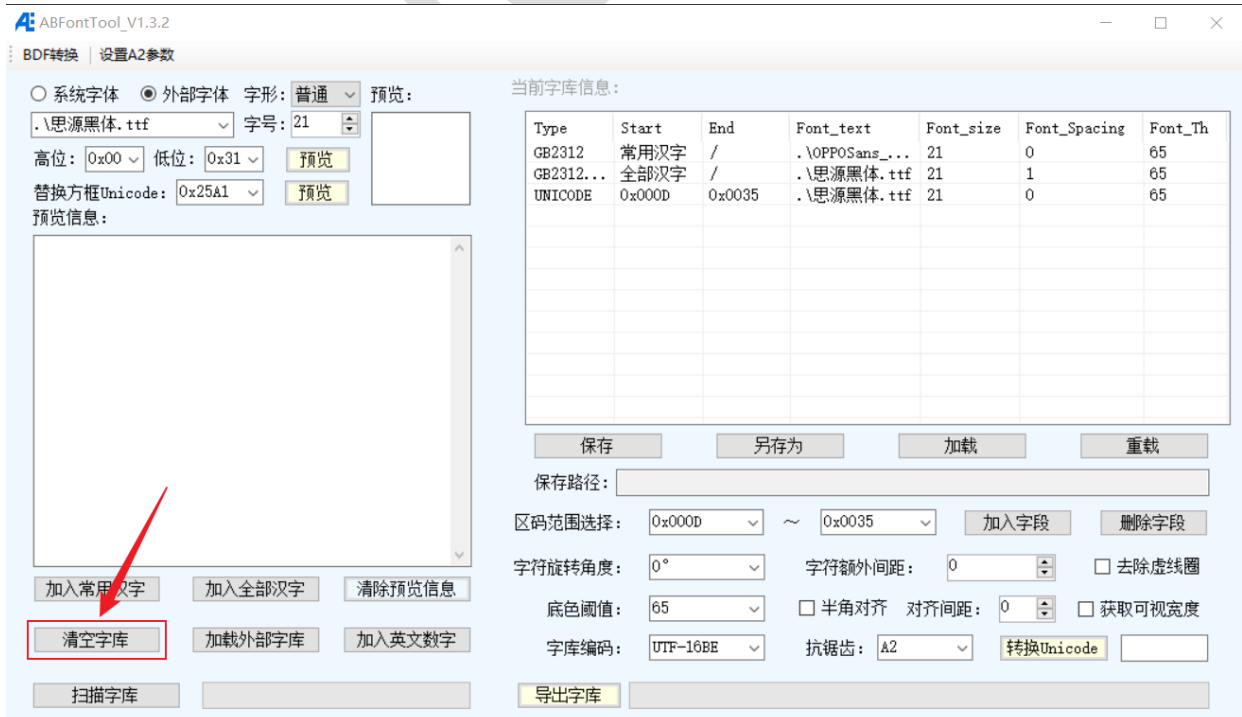 ABFontTool_V1.3.2
BDF转换 设置A2参数
系统字体 外部字体 字形: 普通 预览:
.\思源黑体.ttf 字号: 21
高位: 0x00 低位: 0x31 预览
替换方框Unicode: 0x25A1 预览
预览信息:
加入常用汉字 加入全部汉字 清除预览信息
清空字库 加载外部字库 加入英文数字
扫描字库
当前字库信息:
Type Start End Font_text Font_size Font_Spacing Font_Th
GB2312 常用汉字 / .\OPPOSans_... 21 0 65
GB2312... 全部汉字 / .\思源黑体.ttf 21 1 65
UNICODE 0x000D 0x0035 .\思源黑体.ttf 21 0 65
保存 另存为 加载 重载
保存路径:
区码范围选择: 0x000D ~ 0x0035 加入字段 删除字段
字符旋转角度: 0° 字符额外间距: 0 去除虚线圈
底色阈值: 65 半角对齐 对齐间距: 0 获取可视宽度
字库编码: UTF-16BE 抗锯齿: A2 转换Unicode
导出字库